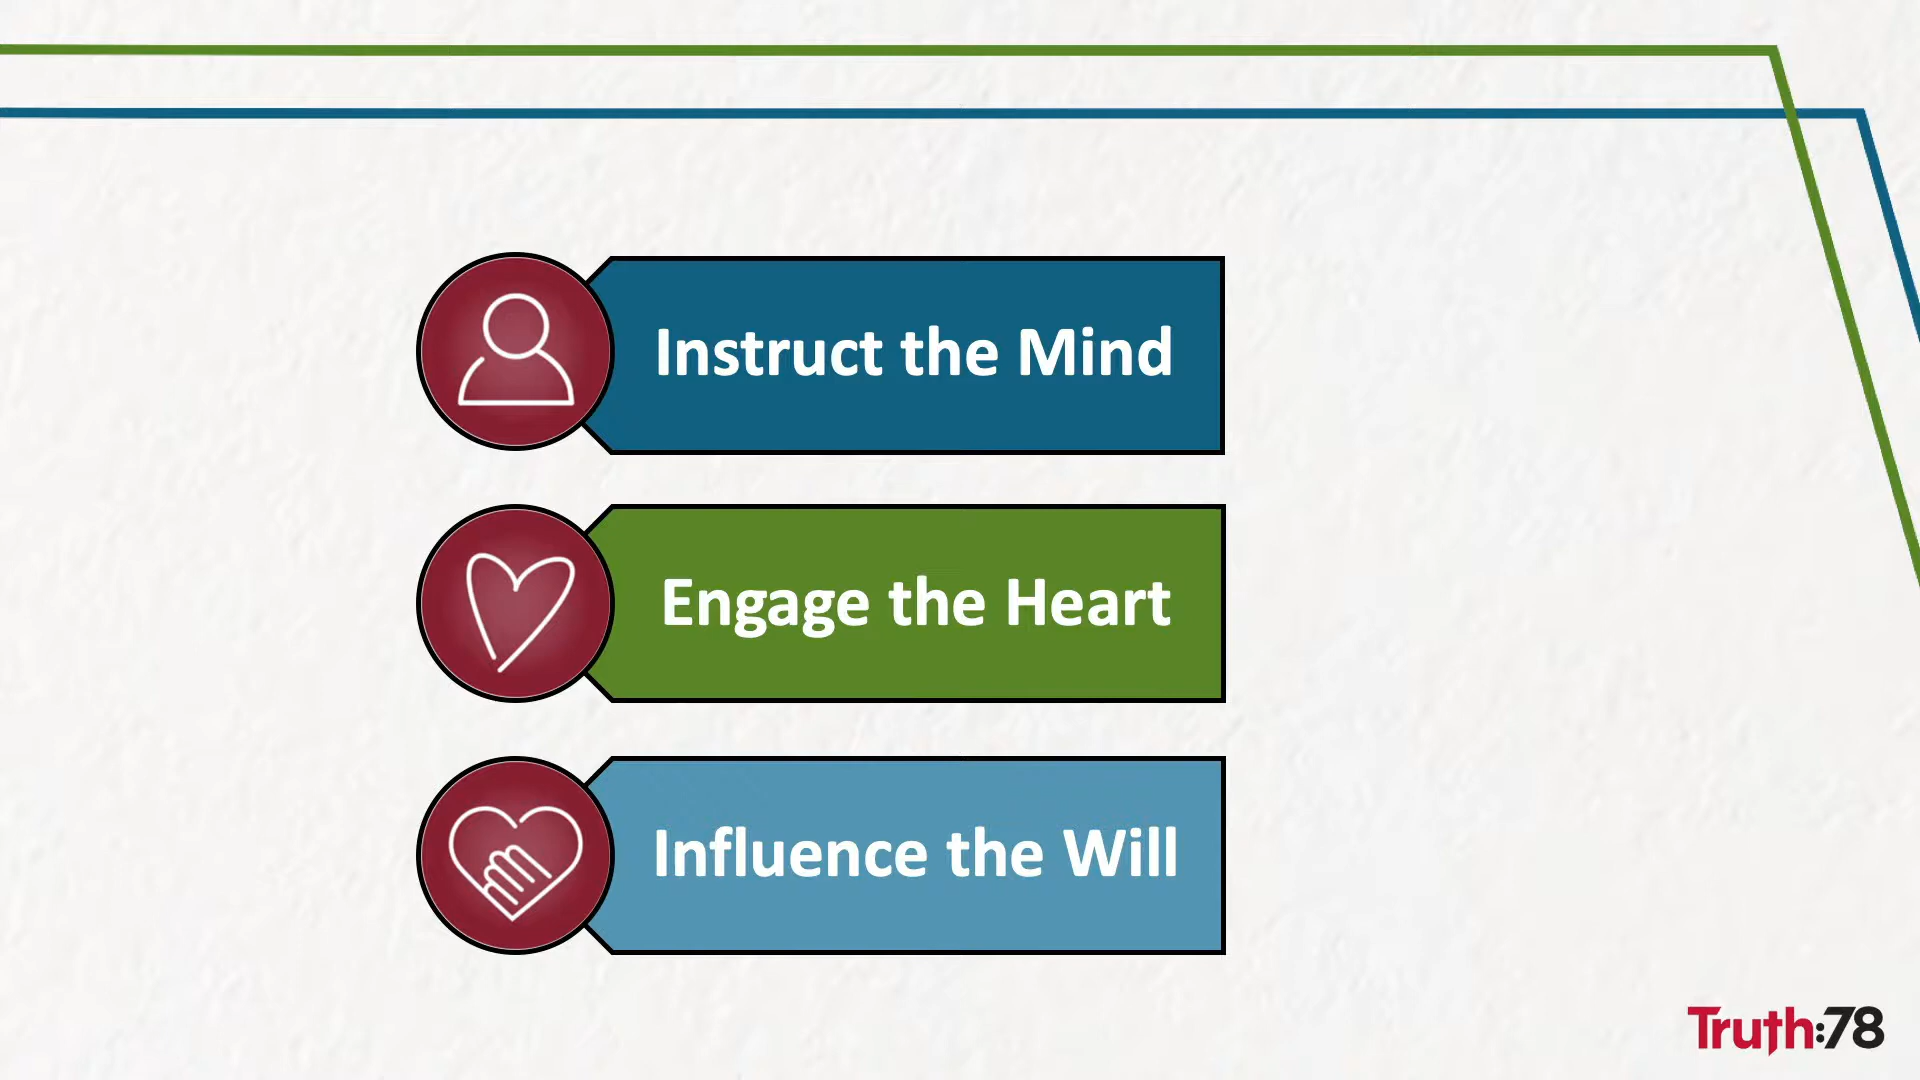 Instruct the Mind
Engage the Heart
Influence the Will
Truth:78